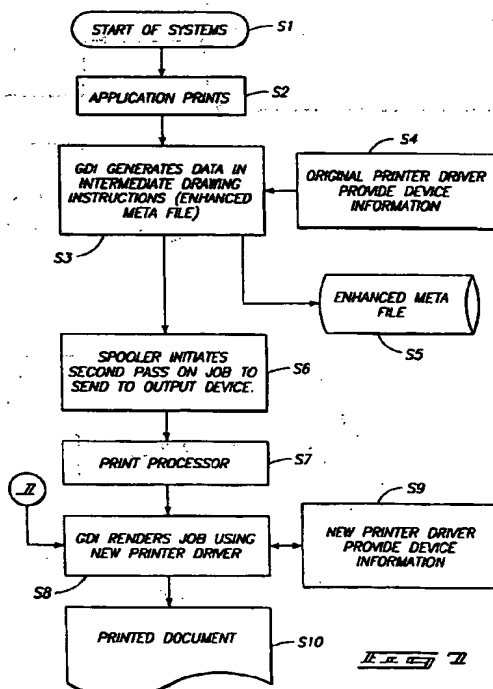 START OF SYSTEMS
S1
APPLICATION PRINTS
S2
GDI GENERATES DATA IN
INTERMEDIATE DRAWING
INSTRUCTIONS (ENHANCED
META FILE)
S3
S4
ORIGINAL PRINTER DRIVER
PROVIDE DEVICE
INFORMATION
ENHANCED META
FILE
S5
SPOOLER INITIATES
SECOND PASS ON JOB TO
SEND TO OUTPUT DEVICE.
S6
PRINT PROCESSOR
S7
GDI RENDERS JOB USING
NEW PRINTER DRIVER
S8
S9
NEW PRINTER DRIVER
PROVIDE DEVICE
INFORMATION
PRINTED DOCUMENT
S10